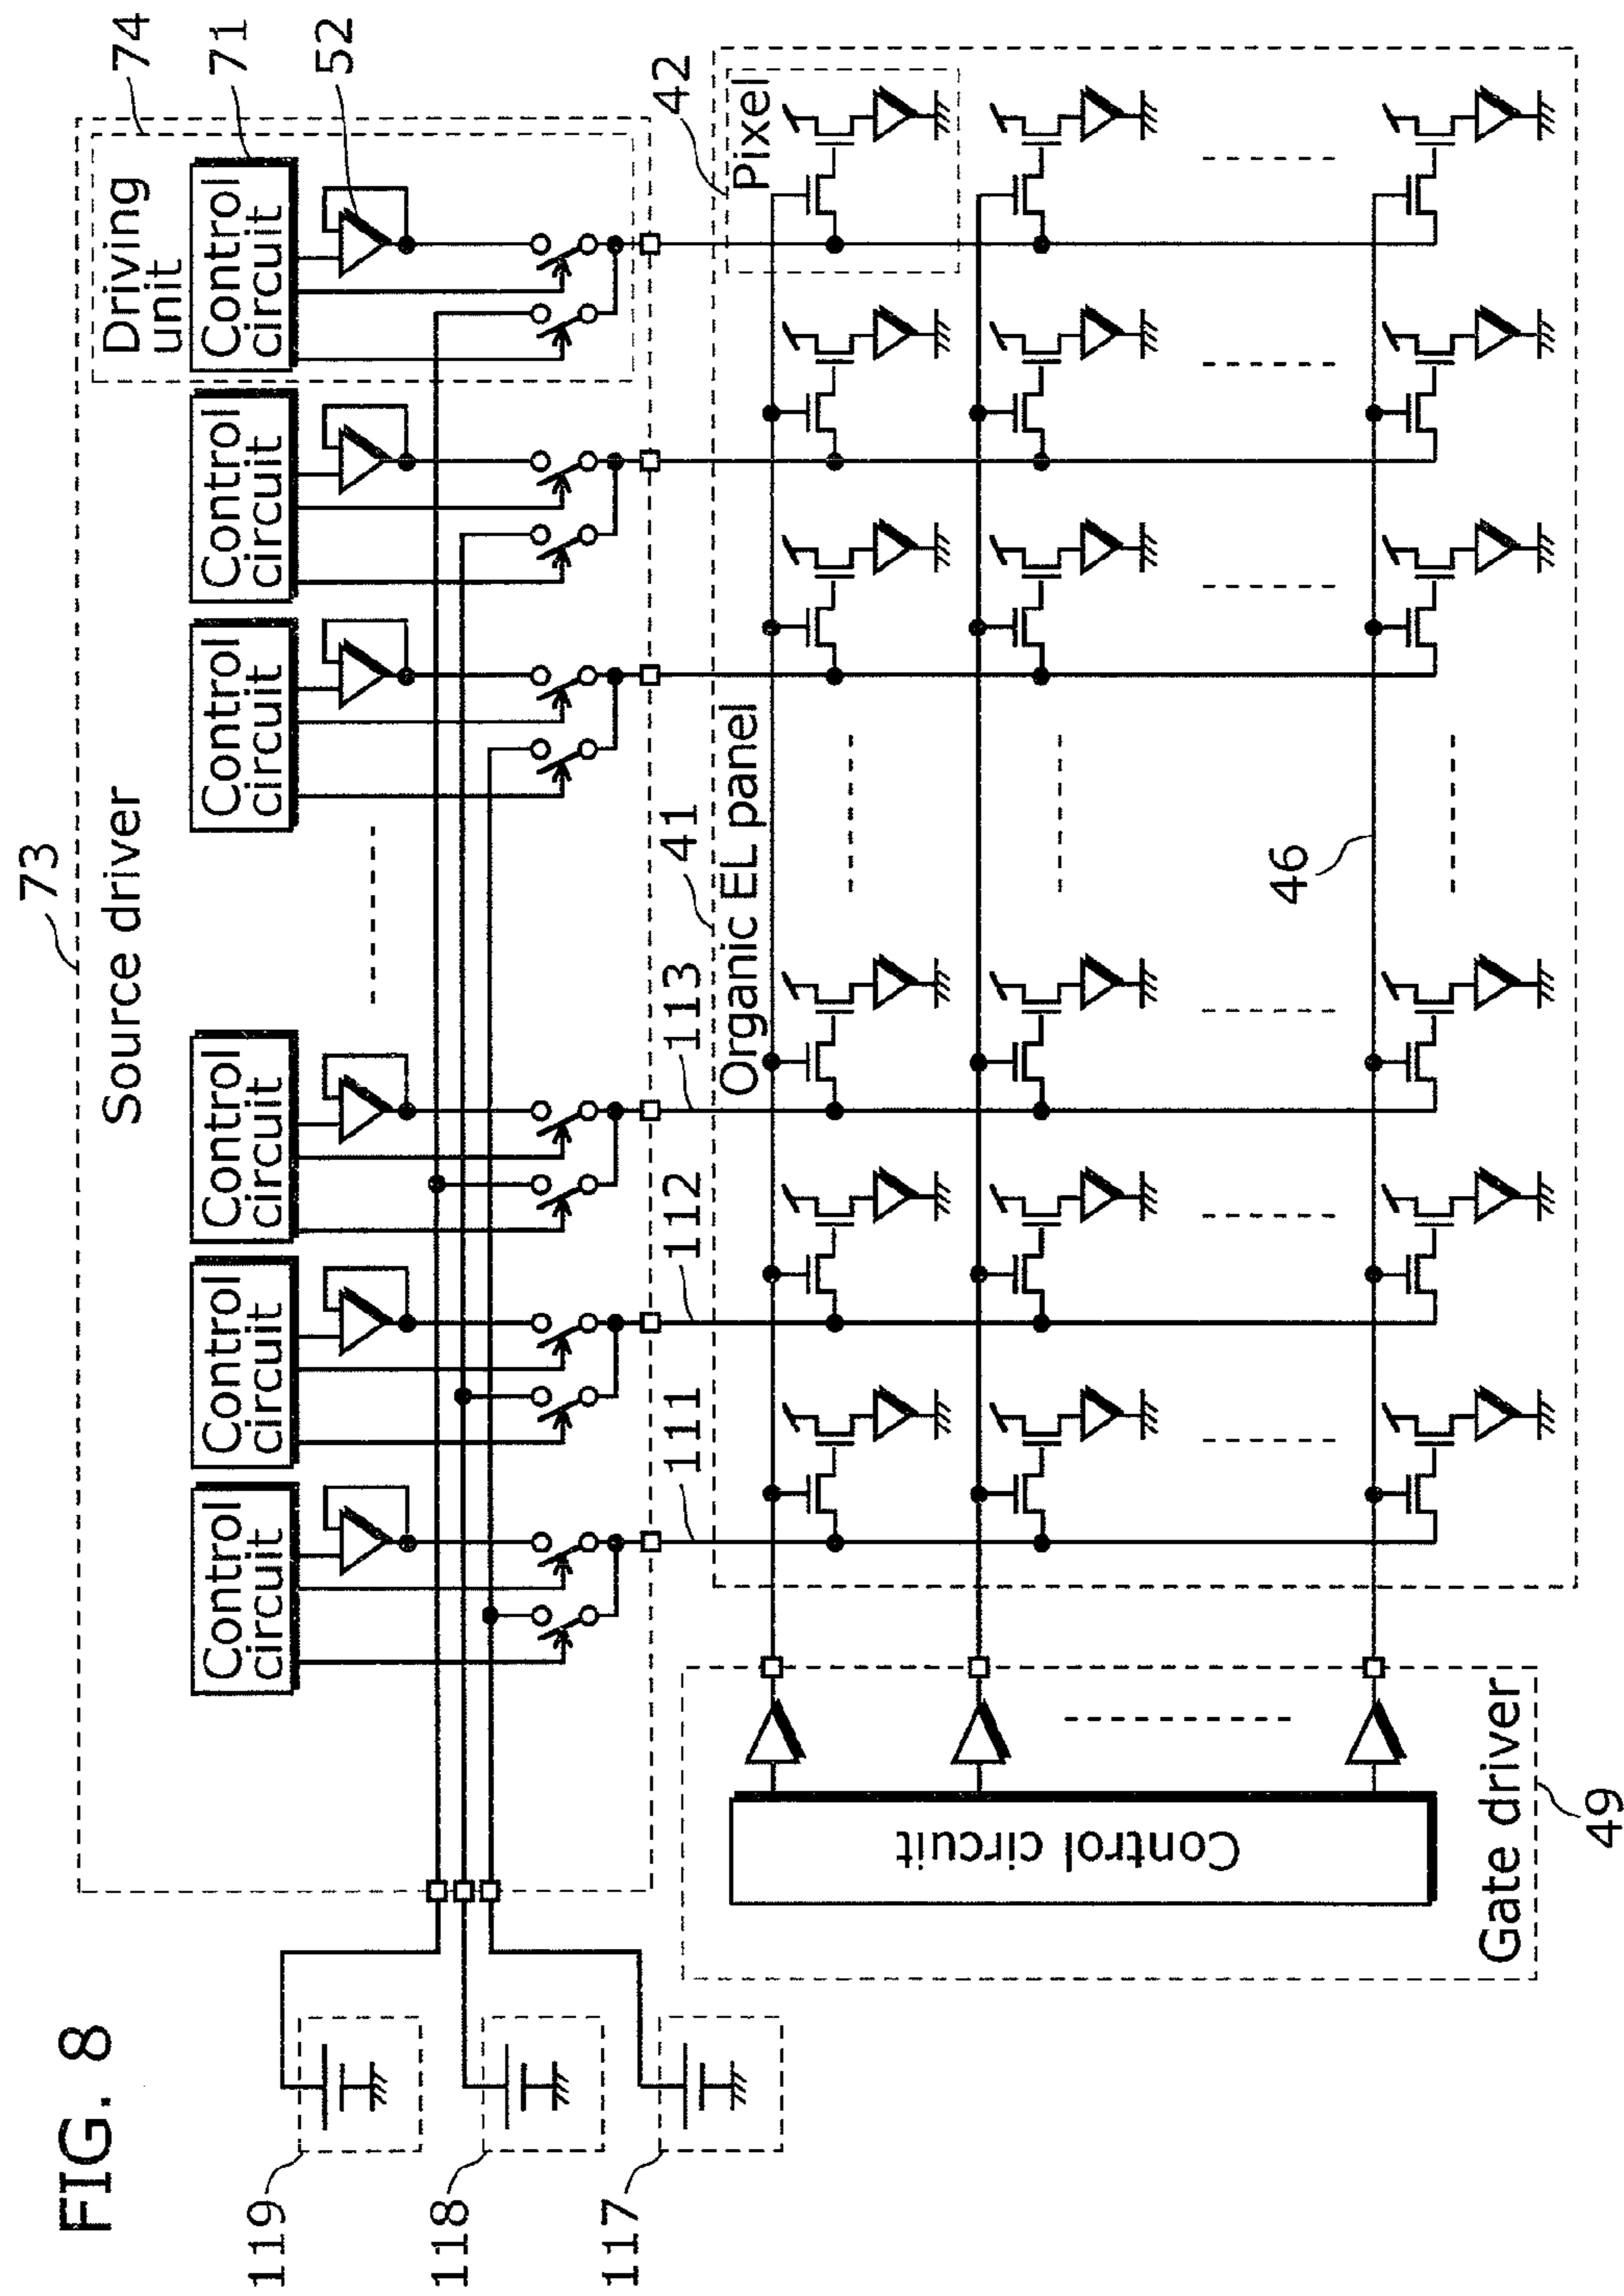 FIG. 8
73
Source driver
74
Driving
unit
71
52
Control
circuit
Control
circuit
Control
circuit
Control
circuit
Control
circuit
Control
circuit
119
118
117
111
112
113
41
Organic EL panel
42
Pixel
46
Control circuit
Gate driver
49